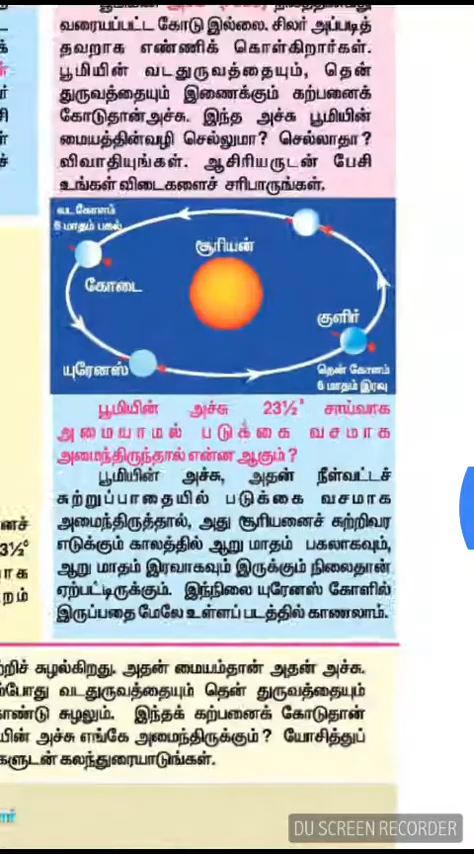 வரையப்பட்ட கோடு இல்லை. சிலர் அப்படித்
தவறாக எண்ணிக் கொள்கிறார்கள்.
பூமியின் வடதுருவத்தையும், தென்
துருவத்தையும் இணைக்கும் கற்பனைக்
கோடுதான்அச்சு. இந்த அச்சு பூமியின்
மையத்தின்வழி செல்லுமா? செல்லாதா?
விவாதியுங்கள். ஆசிரியருடன் பேசி
உங்கள் விடைகளைச் சரிபாருங்கள்.
வட கோளம்
6 மாதம் பகல்
சூரியன்
கோடை
குளிர்
யுரேனஸ்
தென் கோளம்
6 மாதம் இரவு
பூமியின் அச்சு 23½° சாய்வாக
அமையாமல் படுக்கை வசமாக
அமைந்திருந்தால் என்ன ஆகும்?
பூமியின் அச்சு, அதன் நீள்வட்டச்
சுற்றுப்பாதையில் படுக்கை வசமாக
அமைந்திருத்தால், அது சூரியனைச் சுற்றிவர
எடுக்கும் காலத்தில் ஆறு மாதம் பகலாகவும்,
ஆறு மாதம் இரவாகவும் இருக்கும் நிலைதான்
ஏற்பட்டிருக்கும். இந்நிலை யுரேனஸ் கோளில்
இருப்பதை மேலே உள்ளப் படத்தில் காணலாம்.
றிச் சுழல்கிறது. அதன் மையம்தான் அதன் அச்சு.
ம்போது வடதுருவத்தையும் தென் துருவத்தையும்
ாண்டு சுழலும். இந்தக் கற்பனைக் கோடுதான்
யின் அச்சு எங்கே அமைந்திருக்கும்? யோசித்துப்
களுடன் கலந்துரையாடுங்கள்.
DU SCREEN RECORDER